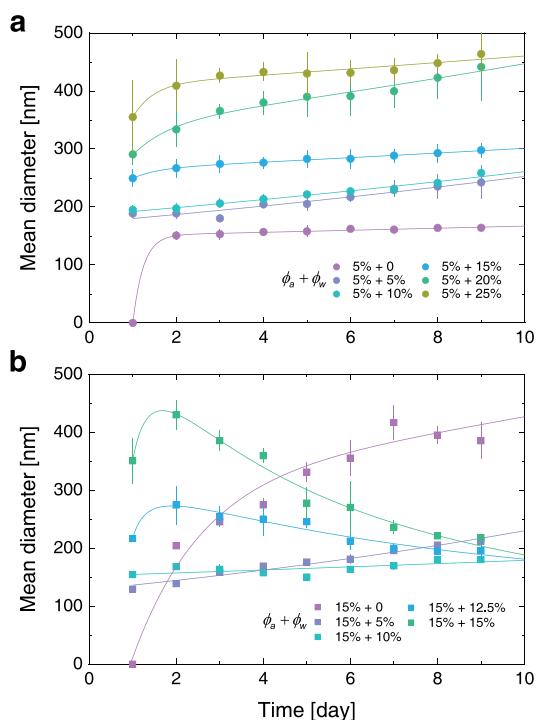 a
500
400
300
200
100
0
Mean diameter [nm]
ϕa + ϕw
5% + 0
5% + 5%
5% + 10%
5% + 15%
5% + 20%
5% + 25%
0 2 4 6 8 10
b
500
400
300
200
100
0
Mean diameter [nm]
ϕa + ϕw
15% + 0
15% + 5%
15% + 10%
15% + 12.5%
15% + 15%
0 2 4 6 8 10
Time [day]